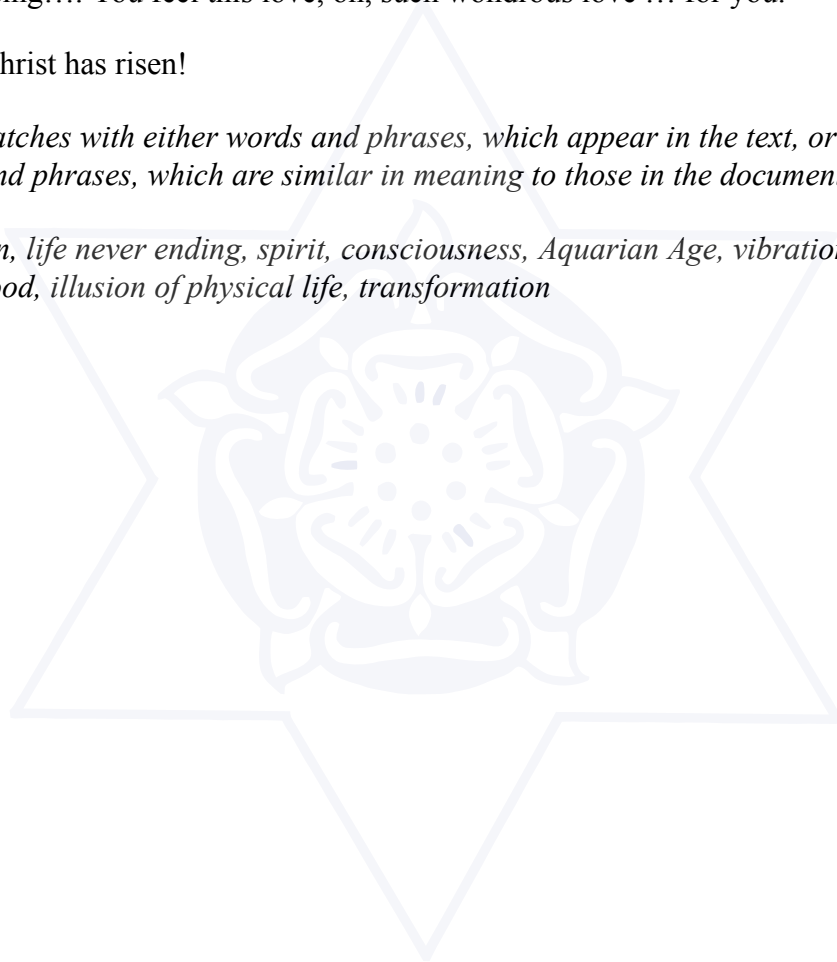 You feel this love, oh, such wondrous love … for you.
hrist has risen!
atches with either words and phrases, which appear in the text, or
nd phrases, which are similar in meaning to those in the documen
n, life never ending, spirit, consciousness, Aquarian Age, vibratio
ood, illusion of physical life, transformation